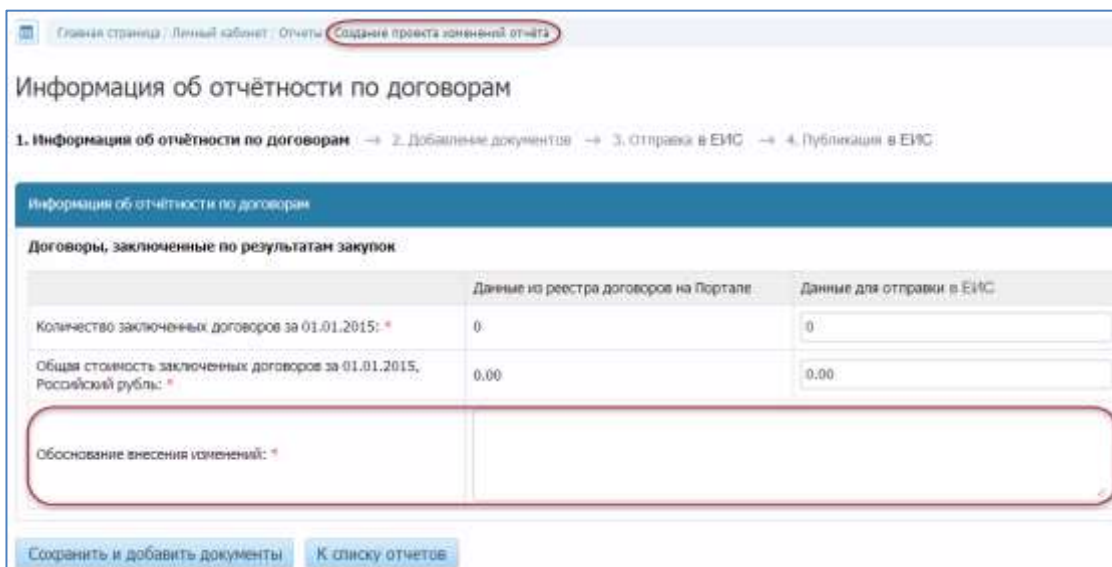 Главная страница / Личный кабинет / Отчеты / Создание проекта изменений отчёта
Информация об отчётности по договорам
1. Информация об отчётности по договорам → 2. Добавление документов → 3. Отправка в ЕИС → 4. Публикация в ЕИС
Информация об отчётности по договорам
Договоры, заключенные по результатам закупок
Данные из реестра договоров на Портале Данные для отправки в ЕИС
Количество заключенных договоров за 01.01.2015: * 0 0
Общая стоимость заключенных договоров за 01.01.2015,
Российский рубль: * 0.00 0.00
Обоснование внесения изменений: *
Сохранить и добавить документы К списку отчетов